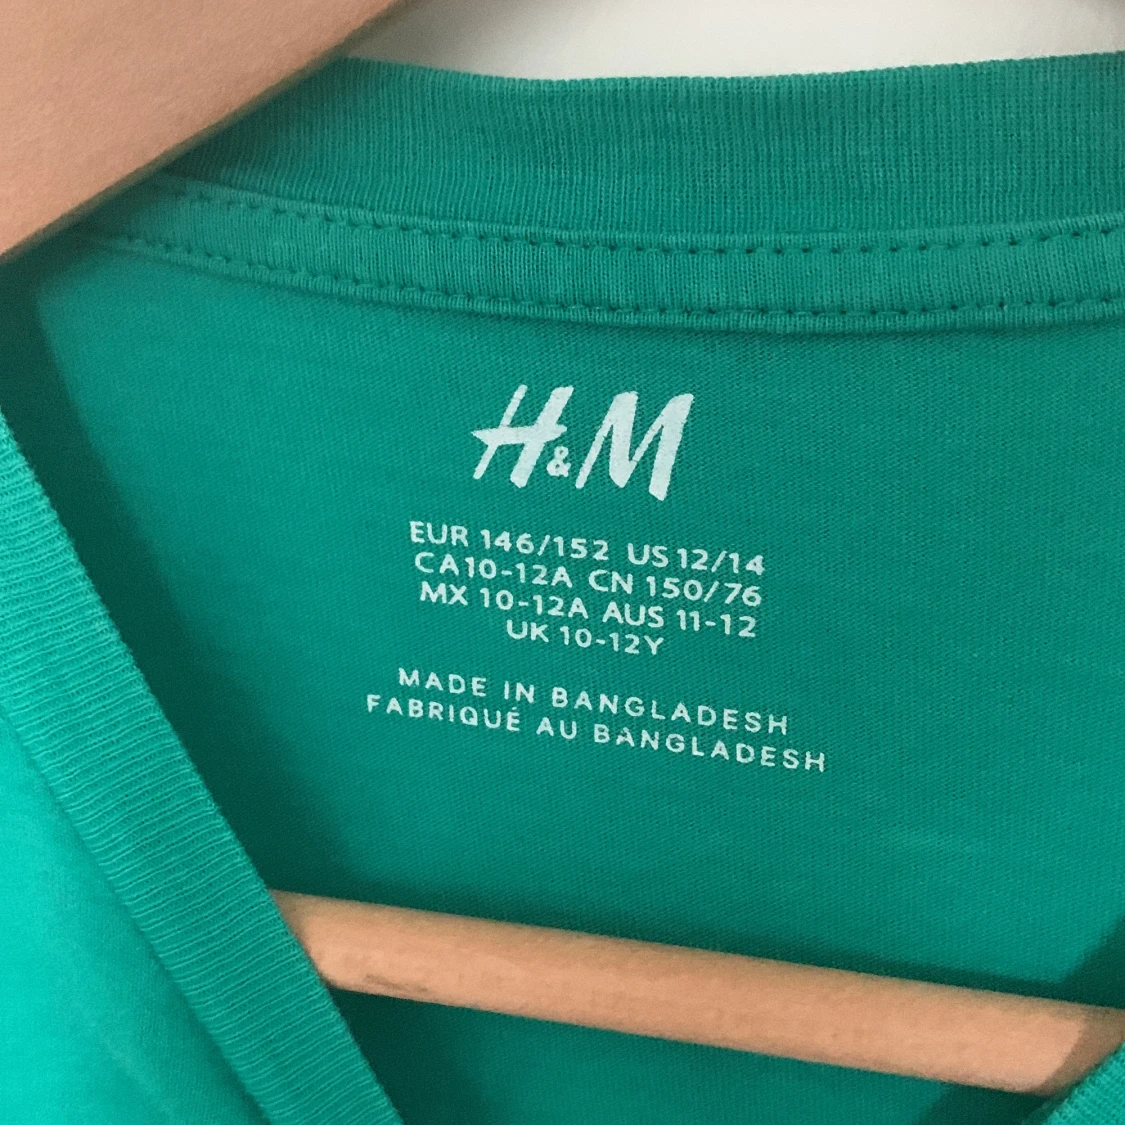 H&M
EUR 146/152 US 12/14
CA10-12A CN 150/76
MX 10-12A AUS 11-12
UK 10-12Y
MADE IN BANGLADESH
FABRIQUÉ AU BANGLADESH